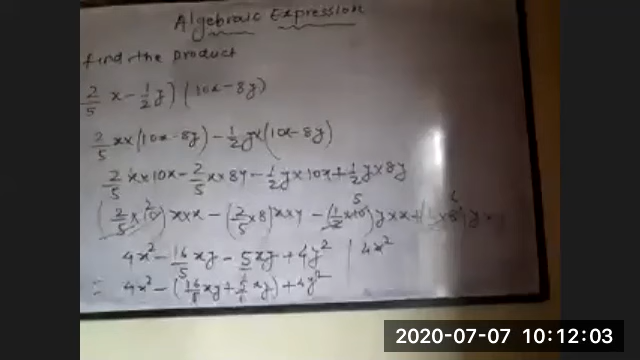 Algebraic Expression
find the product
2/5 x - 1/2 y) (10x - 8y)
2/5 x × (10x - 8y) - 1/2 y × (10x - 8y)
2/5 x × 10x - 2/5 x × 8y - 1/2 y × 10x + 1/2 y × 8y
(2/5 × 10) x × x - (2/5 × 8) x × y - (1/2 × 10) y × x
4x² - 16/5 xy - 5xy + 4y² | 4x²
= 4x² - (16/5 xy + 5/1 xy) + 4y²
2020-07-07 10:12:03